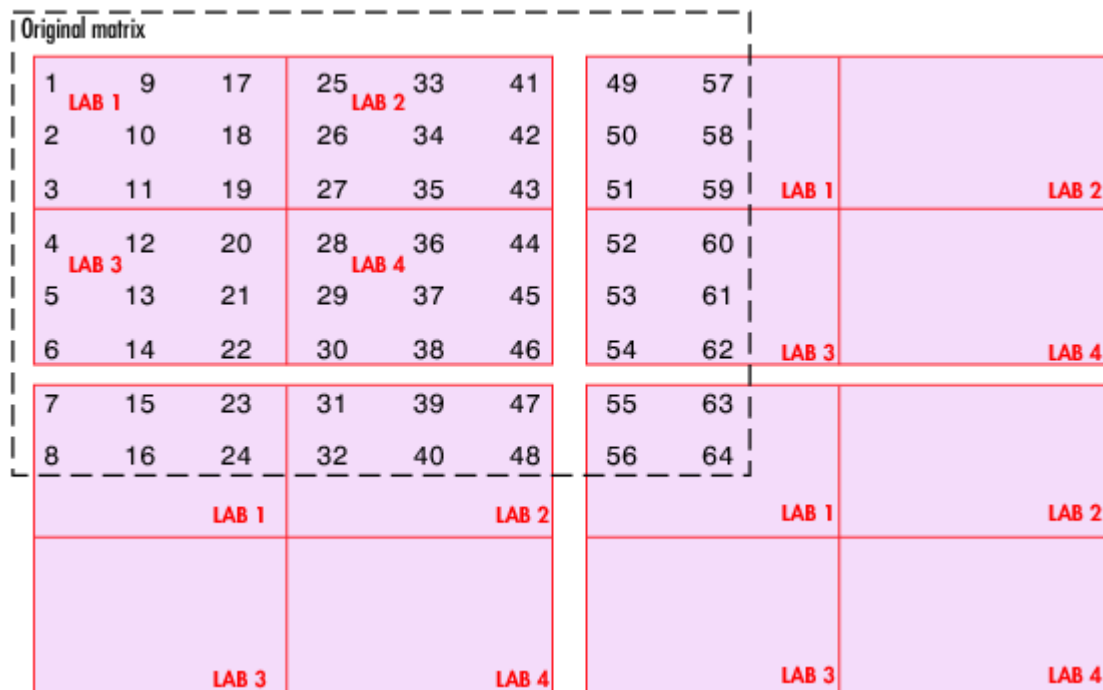 Original matrix
1 9 17 25 33 41 49 57
LAB 1 LAB 2
2 10 18 26 34 42 50 58
3 11 19 27 35 43 51 59 LAB 1 LAB 2
4 12 20 28 36 44 52 60
LAB 3 LAB 4
5 13 21 29 37 45 53 61
6 14 22 30 38 46 54 62 LAB 3 LAB 4
7 15 23 31 39 47 55 63
8 16 24 32 40 48 56 64
LAB 1 LAB 2 LAB 1 LAB 2
LAB 3 LAB 4 LAB 3 LAB 4